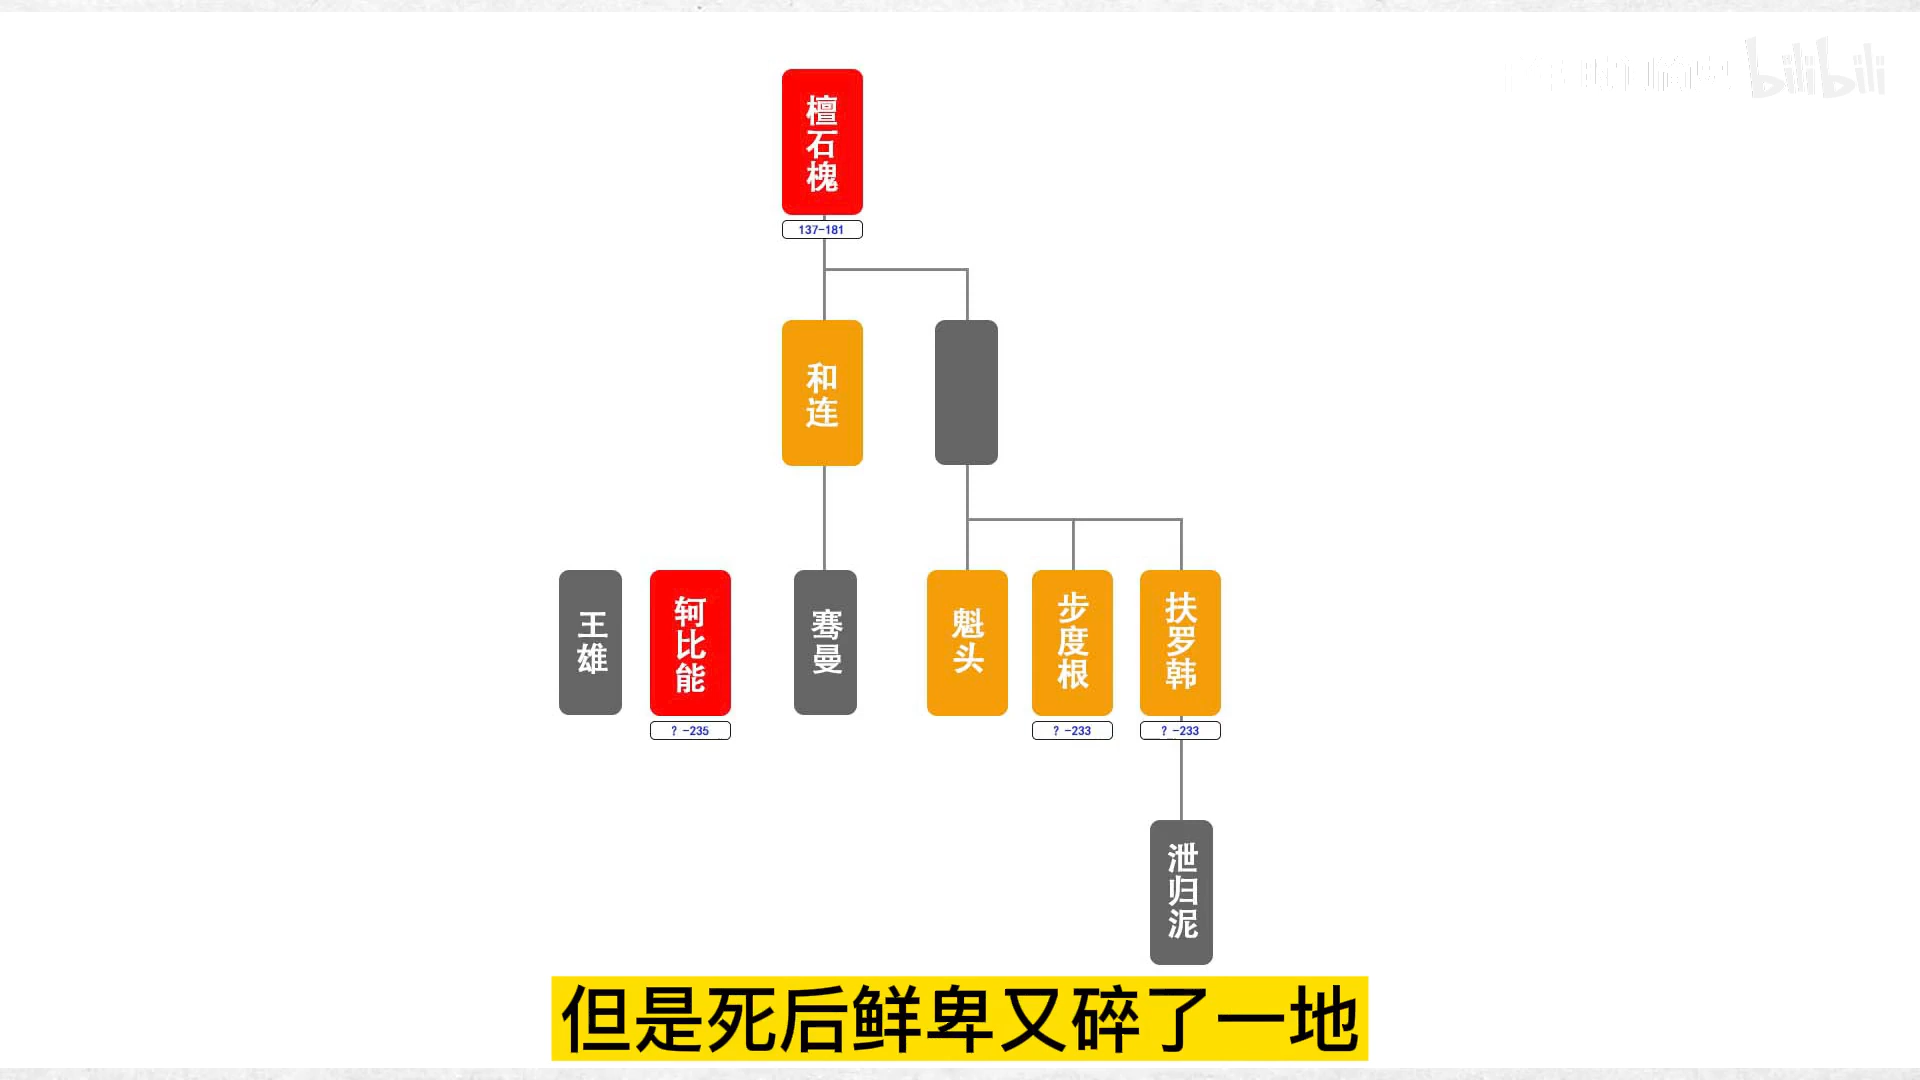 bilibili
檀石槐
137-181
和连
王雄
轲比能
骞曼
魁头
步度根
扶罗韩
? -235
? -233
? -233
泄归泥
但是死后鲜卑又碎了一地